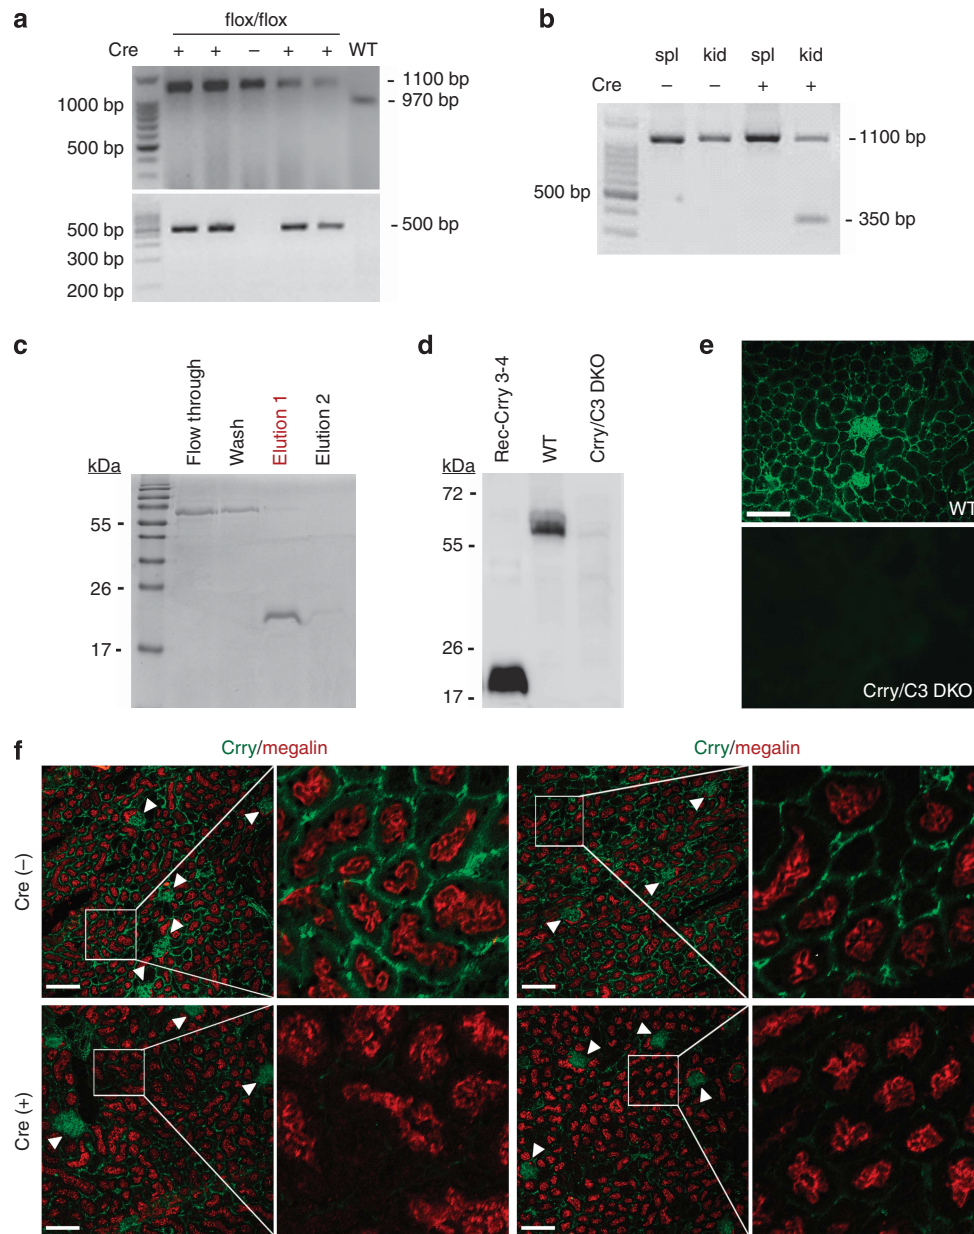 a
flox/flox
Cre + + – + + WT
1000 bp
500 bp
- 1100 bp
- 970 bp
500 bp
300 bp
200 bp
- 500 bp
b
spl kid spl kid
Cre – – + +
500 bp
- 1100 bp
- 350 bp
c
Flow through
Wash
Elution 1
Elution 2
kDa
55 -
26 -
17 -
d
Rec-Crry 3-4
WT
Crry/C3 DKO
kDa
72 -
55 -
26 -
17 -
e
WT
Crry/C3 DKO
f
Crry/megalin Crry/megalin
Cre (–)
Cre (+)